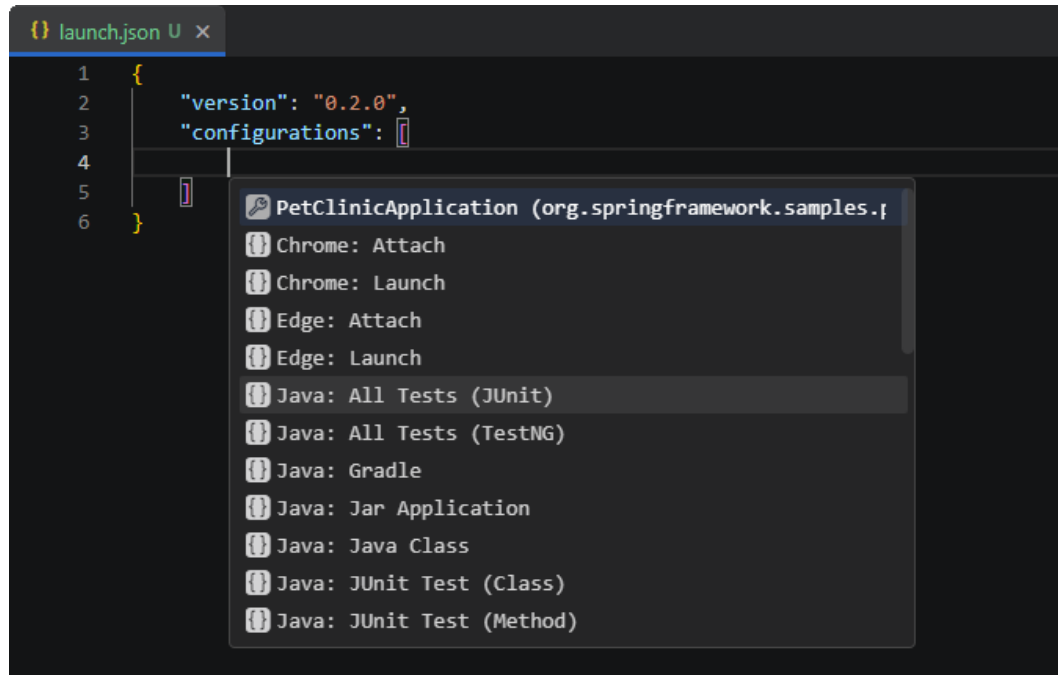 {} launch.json U ×
1 {
2 "version": "0.2.0",
3 "configurations": [
4
5 ]
6 }
PetClinicApplication (org.springframework.samples.
{} Chrome: Attach
{} Chrome: Launch
{} Edge: Attach
{} Edge: Launch
{} Java: All Tests (JUnit)
{} Java: All Tests (TestNG)
{} Java: Gradle
{} Java: Jar Application
{} Java: Java Class
{} Java: JUnit Test (Class)
{} Java: JUnit Test (Method)